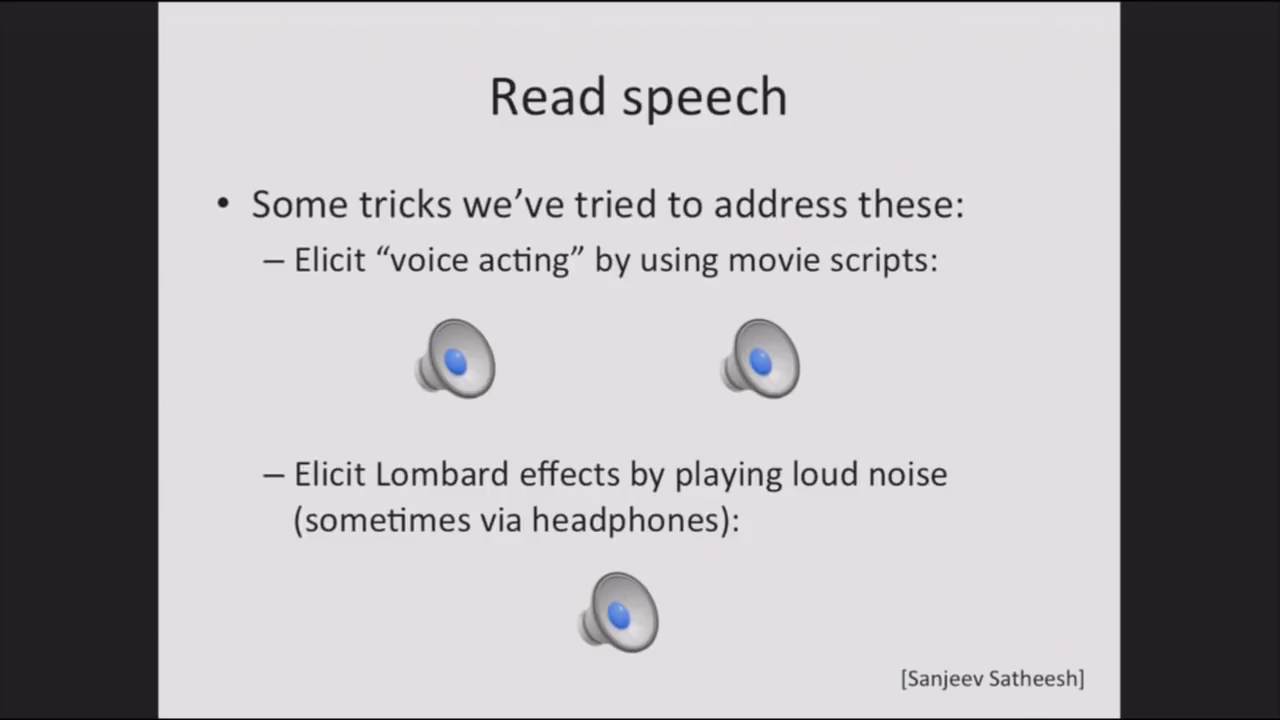 Read speech
• Some tricks we’ve tried to address these:
– Elicit “voice acting” by using movie scripts:
– Elicit Lombard effects by playing loud noise
(sometimes via headphones):
[Sanjeev Satheesh]